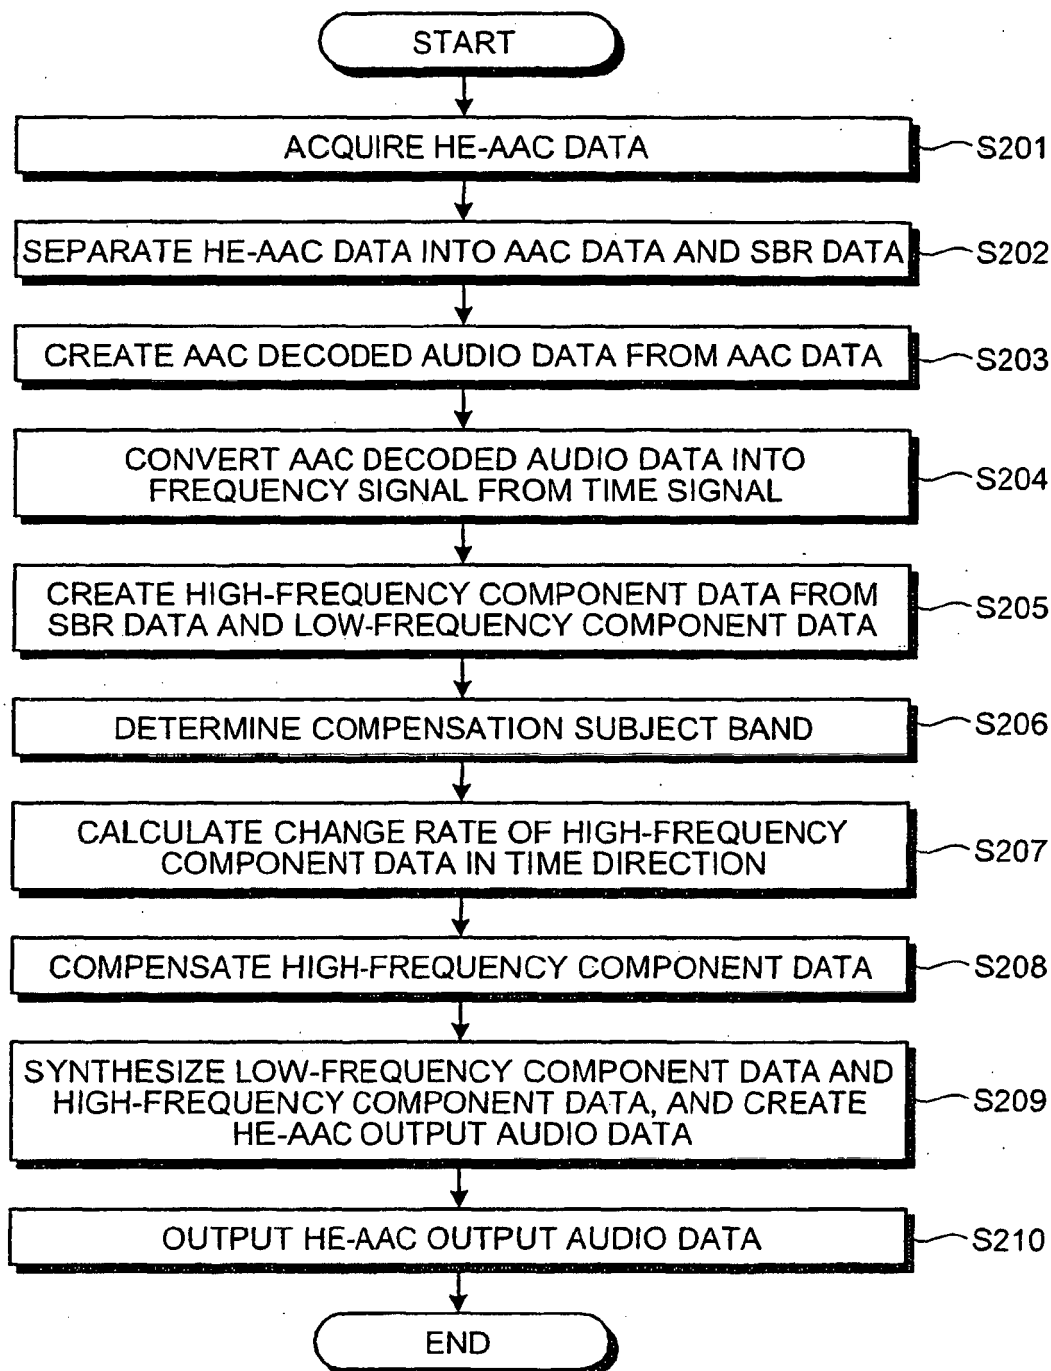 START
ACQUIRE HE-AAC DATA
S201
SEPARATE HE-AAC DATA INTO AAC DATA AND SBR DATA
S202
CREATE AAC DECODED AUDIO DATA FROM AAC DATA
S203
CONVERT AAC DECODED AUDIO DATA INTO
FREQUENCY SIGNAL FROM TIME SIGNAL
S204
CREATE HIGH-FREQUENCY COMPONENT DATA FROM
SBR DATA AND LOW-FREQUENCY COMPONENT DATA
S205
DETERMINE COMPENSATION SUBJECT BAND
S206
CALCULATE CHANGE RATE OF HIGH-FREQUENCY
COMPONENT DATA IN TIME DIRECTION
S207
COMPENSATE HIGH-FREQUENCY COMPONENT DATA
S208
SYNTHESIZE LOW-FREQUENCY COMPONENT DATA AND
HIGH-FREQUENCY COMPONENT DATA, AND CREATE
HE-AAC OUTPUT AUDIO DATA
S209
OUTPUT HE-AAC OUTPUT AUDIO DATA
S210
END